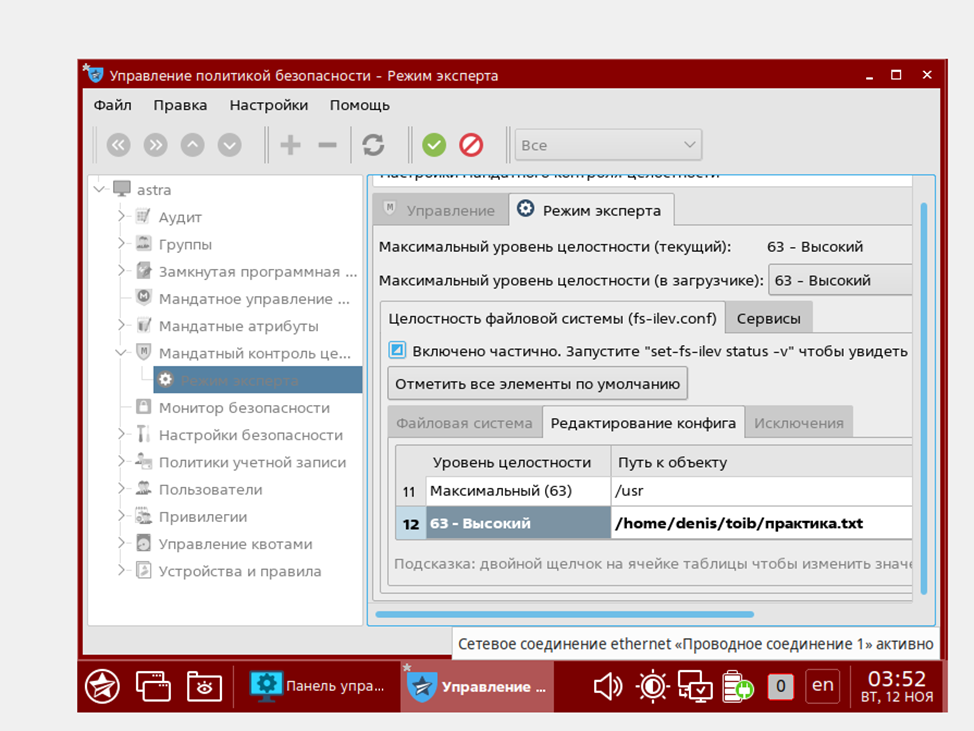 Управление политикой безопасности - Режим эксперта
Файл Правка Настройки Помощь
Все
astra
Аудит
Группы
Замкнутая программная ...
Мандатное управление ...
Мандатные атрибуты
Мандатный контроль це...
Режим эксперта
Монитор безопасности
Настройки безопасности
Политики учетной записи
Пользователи
Привилегии
Управление квотами
Устройства и правила
Настройки мандатного контроля целостности
Управление Режим эксперта
Максимальный уровень целостности (текущий): 63 - Высокий
Максимальный уровень целостности (в загрузчике): 63 - Высокий
Целостность файловой системы (fs-ilev.conf) Сервисы
Включено частично. Запустите "set-fs-ilev status -v" чтобы увидеть
Отметить все элементы по умолчанию
Файловая система Редактирование конфига Исключения
Уровень целостности Путь к объекту
11 Максимальный (63) /usr
12 63 - Высокий /home/denis/toib/практика.txt
Подсказка: двойной щелчок на ячейке таблицы чтобы изменить значе
Сетевое соединение ethernet «Проводное соединение 1» активно
Панель упра... Управление ... 0 en 03:52
ВТ, 12 НОЯ